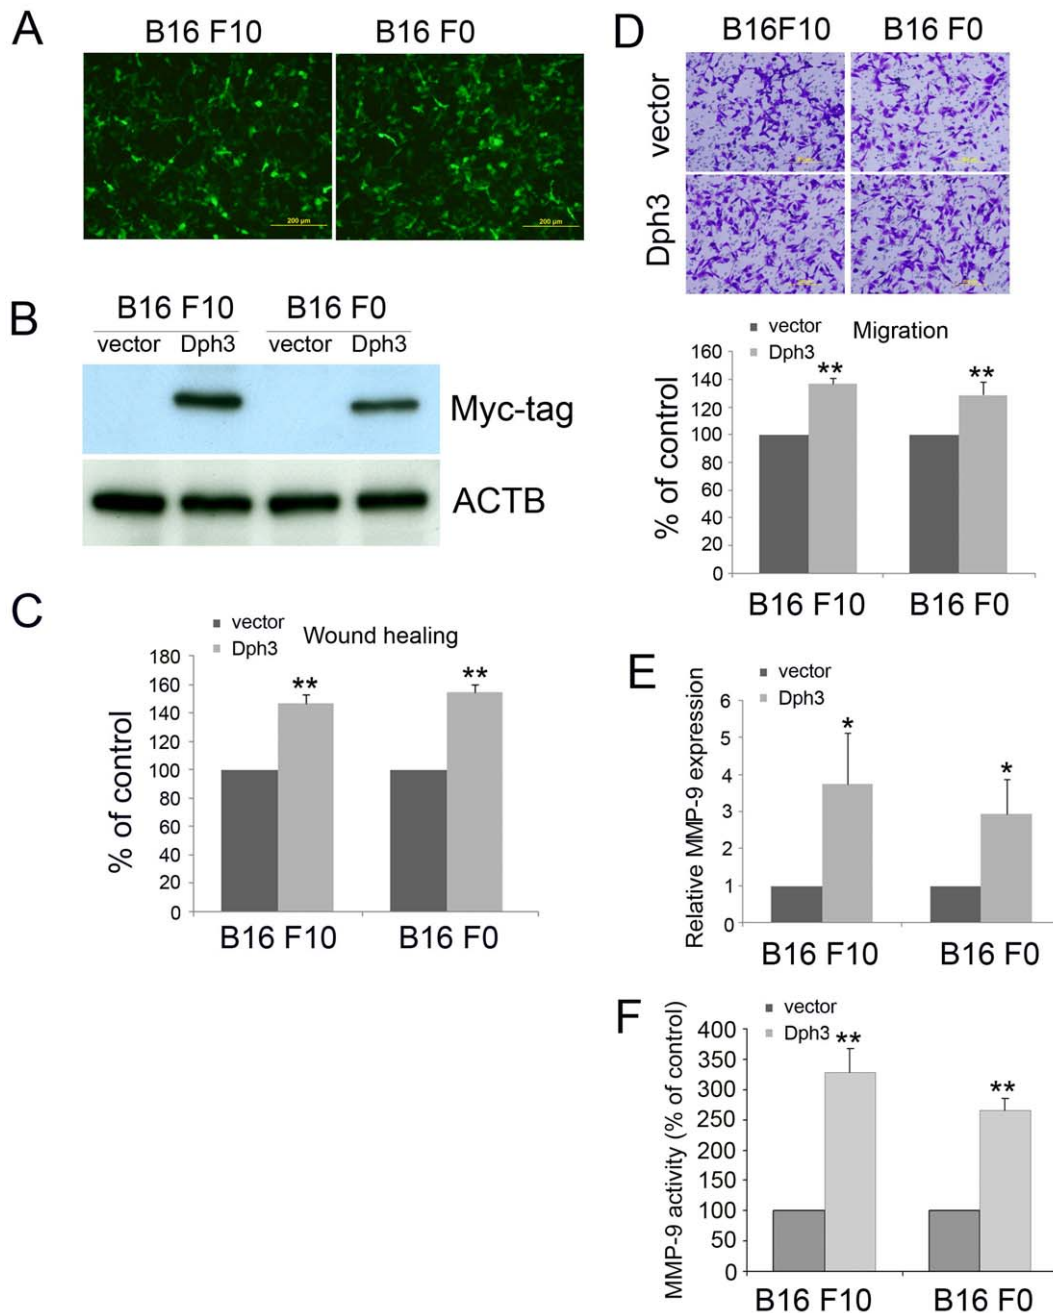 A
B16 F10
B16 F0
200 µm
200 µm
B
B16 F10
B16 F0
vector
Dph3
vector
Dph3
Myc-tag
ACTB
C
vector
Dph3
Wound healing
% of control
180
160
140
120
100
80
60
40
20
0
**
**
B16 F10
B16 F0
D
B16F10
B16 F0
vector
Dph3
vector
Dph3
Migration
% of control
160
140
120
100
80
60
40
20
0
**
**
B16 F10
B16 F0
E
vector
Dph3
Relative MMP-9 expression
6
5
4
3
2
1
0
*
*
B16 F10
B16 F0
F
vector
Dph3
MMP-9 activity (% of control)
400
350
300
250
200
150
100
50
0
**
**
B16 F10
B16 F0